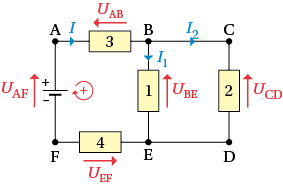 U_AB
A I B I_2 C
3
I_1
U_AF + - + 1 U_BE 2 U_CD
4
F E D
U_EF